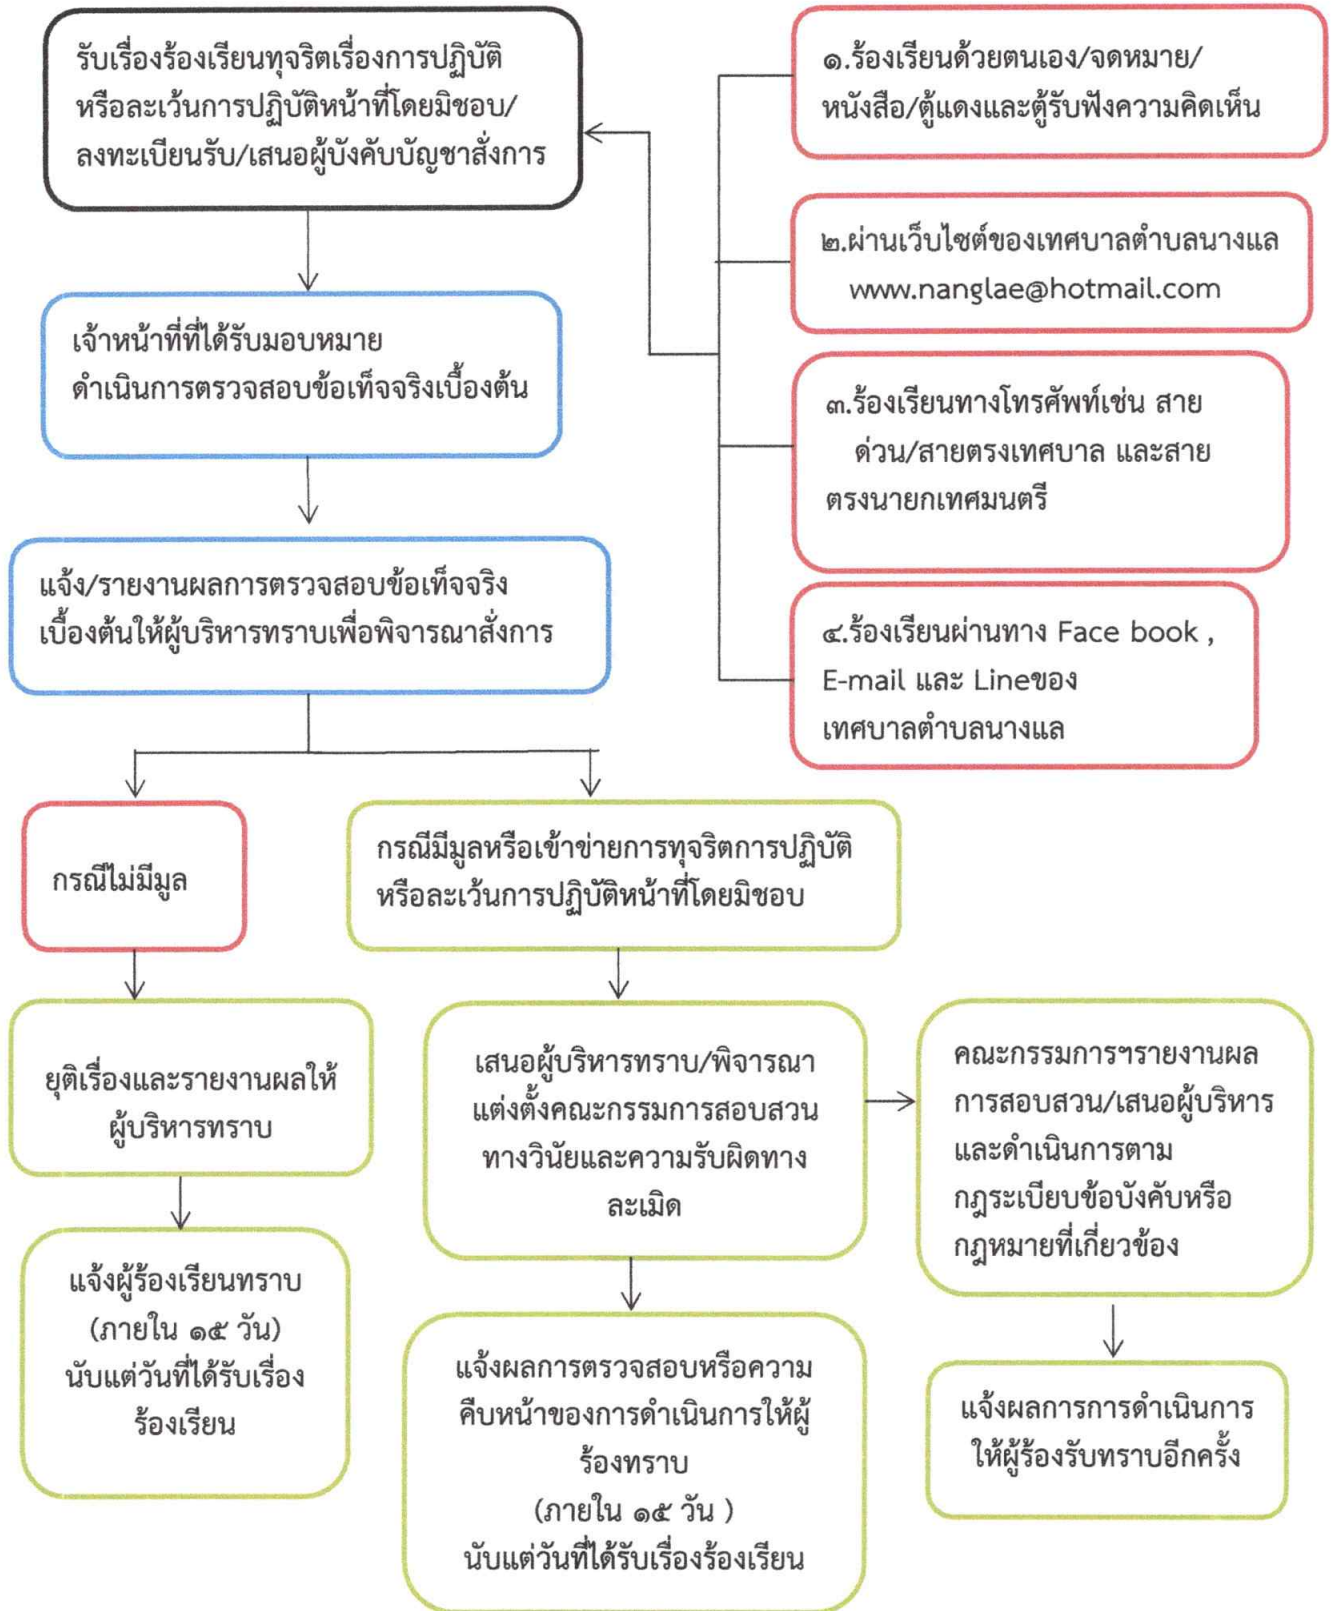 รับเรื่องร้องเรียนทุจริตเรื่องการปฏิบัติ
หรือละเว้นการปฏิบัติหน้าที่โดยมิชอบ/
ลงทะเบียนรับ/เสนอผู้บังคับบัญชาสั่งการ
๑.ร้องเรียนด้วยตนเอง/จดหมาย/
หนังสือ/ตู้แดงและตู้รับฟังความคิดเห็น
๒.ผ่านเว็บไซต์ของเทศบาลตำบลนางแล
www.nanglae@hotmail.com
๓.ร้องเรียนทางโทรศัพท์เช่น สาย
ด่วน/สายตรงเทศบาล และสาย
ตรงนายกเทศมนตรี
๔.ร้องเรียนผ่านทาง Face book ,
E-mail และ Lineของ
เทศบาลตำบลนางแล
เจ้าหน้าที่ที่ได้รับมอบหมาย
ดำเนินการตรวจสอบข้อเท็จจริงเบื้องต้น
แจ้ง/รายงานผลการตรวจสอบข้อเท็จจริง
เบื้องต้นให้ผู้บริหารทราบเพื่อพิจารณาสั่งการ
กรณีไม่มีมูล
กรณีมีมูลหรือเข้าข่ายการทุจริตการปฏิบัติ
หรือละเว้นการปฏิบัติหน้าที่โดยมิชอบ
ยุติเรื่องและรายงานผลให้
ผู้บริหารทราบ
แจ้งผู้ร้องเรียนทราบ
(ภายใน ๑๕ วัน)
นับแต่วันที่ได้รับเรื่อง
ร้องเรียน
เสนอผู้บริหารทราบ/พิจารณา
แต่งตั้งคณะกรรมการสอบสวน
ทางวินัยและความรับผิดทาง
ละเมิด
แจ้งผลการตรวจสอบหรือความ
คืบหน้าของการดำเนินการให้ผู้
ร้องทราบ
(ภายใน ๑๕ วัน )
นับแต่วันที่ได้รับเรื่องร้องเรียน
คณะกรรมการฯรายงานผล
การสอบสวน/เสนอผู้บริหาร
และดำเนินการตาม
กฎระเบียบข้อบังคับหรือ
กฎหมายที่เกี่ยวข้อง
แจ้งผลการการดำเนินการ
ให้ผู้ร้องรับทราบอีกครั้ง